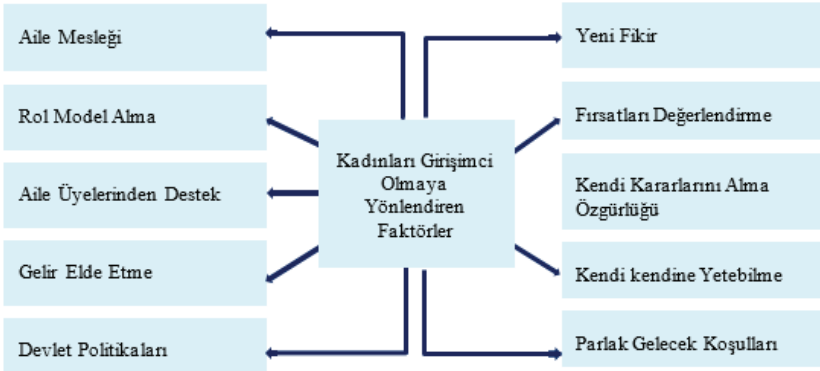 Aile Mesleği
Rol Model Alma
Aile Üyelerinden Destek
Gelir Elde Etme
Devlet Politikaları
Kadınları Girişimci
Olmaya
Yönlendiren
Faktörler
Yeni Fikir
Fırsatları Değerlendirme
Kendi Kararlarını Alma
Özgürlüğü
Kendi kendine Yetebilme
Parlak Gelecek Koşulları